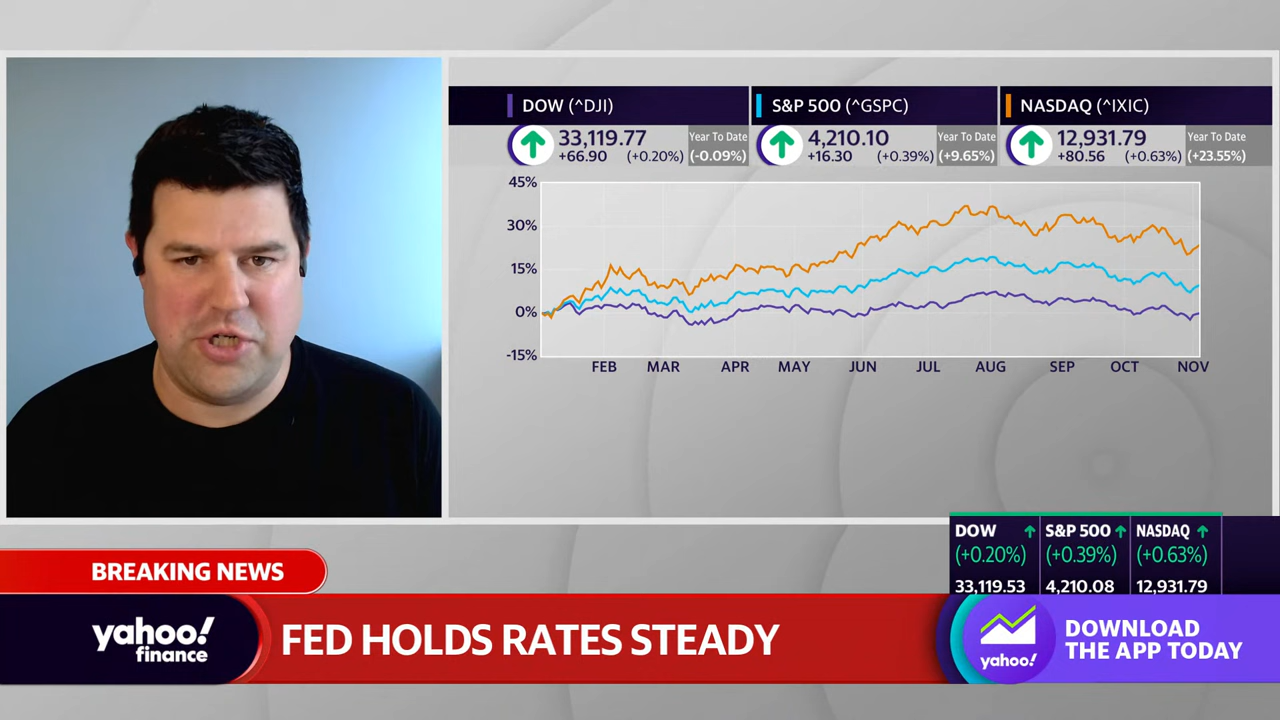 DOW (^DJI)
33,119.77
+66.90 (+0.20%)
Year To Date
(-0.09%)
S&P 500 (^GSPC)
4,210.10
+16.30 (+0.39%)
Year To Date
(+9.65%)
NASDAQ (^IXIC)
12,931.79
+80.56 (+0.63%)
Year To Date
(+23.55%)
45%
30%
15%
0%
-15%
FEB MAR APR MAY JUN JUL AUG SEP OCT NOV
DOW S&P 500 NASDAQ
(+0.20%) (+0.39%) (+0.63%)
33,119.53 4,210.08 12,931.79
BREAKING NEWS
yahoo!
finance
FED HOLDS RATES STEADY
yahoo!
DOWNLOAD
THE APP TODAY